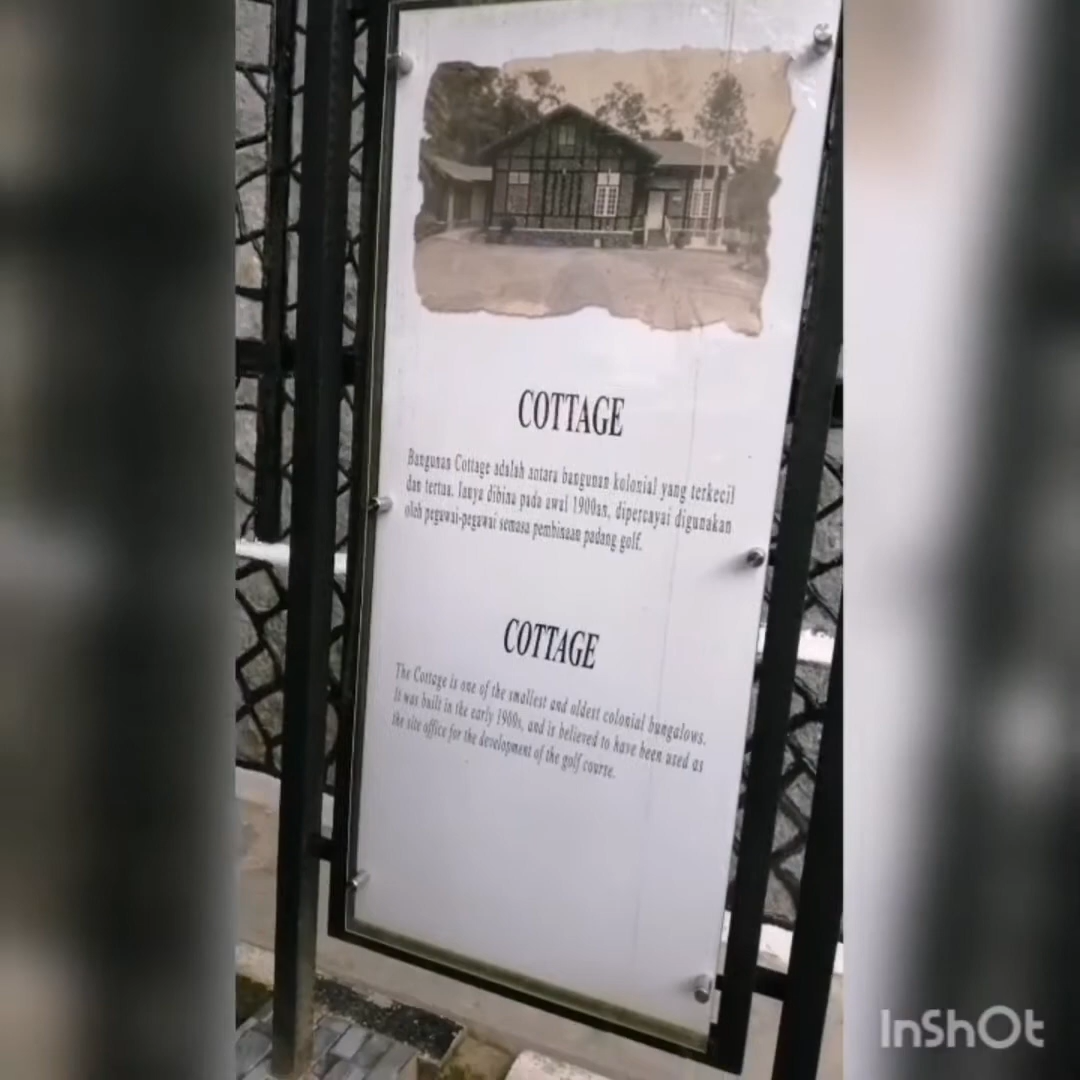 COTTAGE
Bangunan Cottage adalah antara bangunan kolonial yang terkecil
dan tertua. Ianya dibina pada awal 1900an, dipercayai digunakan
oleh pegawai-pegawai semasa pembinaan padang golf.
COTTAGE
The Cottage is one of the smallest and oldest colonial bungalows.
It was built in the early 1900s, and is believed to have been used as
the site office for the development of the golf course.
InShOt